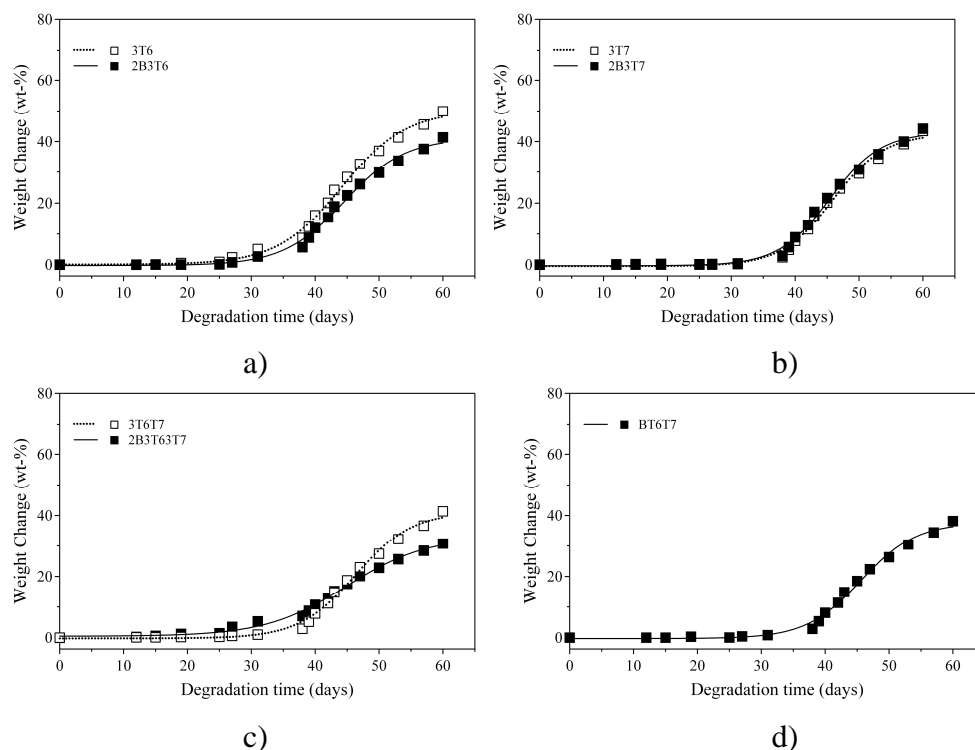 80
60
40
20
0
Weight Change (wt-%)
3T6
2B3T6
0 10 20 30 40 50 60
Degradation time (days)
a)
80
60
40
20
0
Weight Change (wt-%)
3T7
2B3T7
0 10 20 30 40 50 60
Degradation time (days)
b)
80
60
40
20
0
Weight Change (wt-%)
3T6T7
2B3T63T7
0 10 20 30 40 50 60
Degradation time (days)
c)
80
60
40
20
0
Weight Change (wt-%)
BT6T7
0 10 20 30 40 50 60
Degradation time (days)
d)